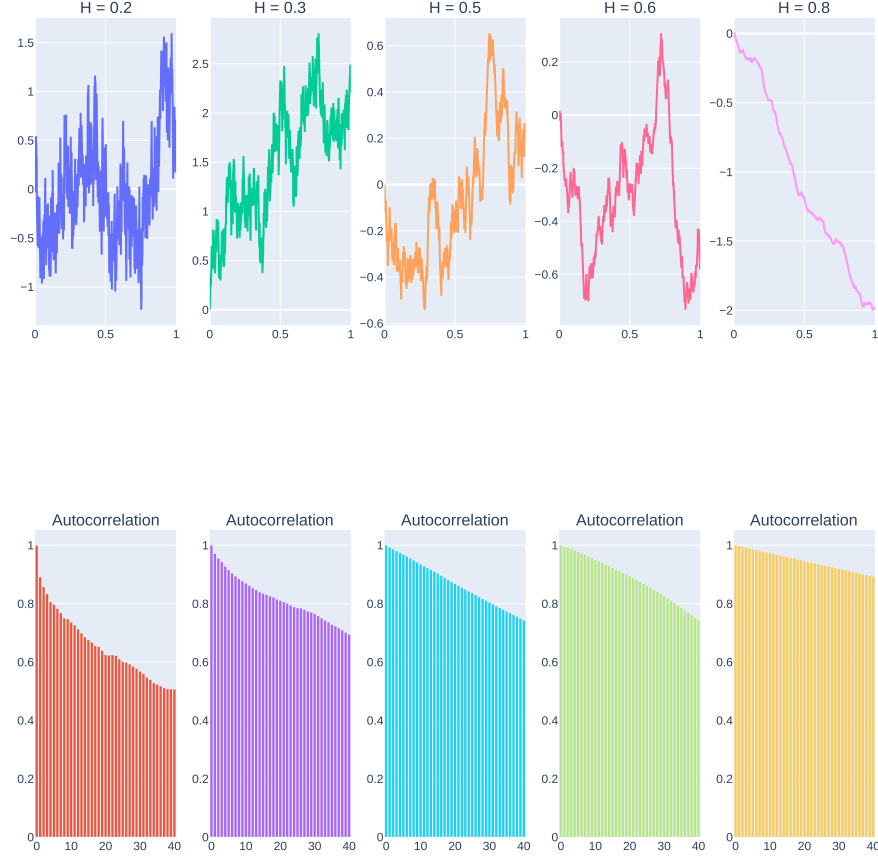 H = 0.2 H = 0.3 H = 0.5 H = 0.6 H = 0.8
1.5 1 0.5 0 −0.5 −1
2.5 2 1.5 1 0.5 0
0.6 0.4 0.2 0 −0.2 −0.4 −0.6
0.2 0 −0.2 −0.4 −0.6
0 −0.5 −1 −1.5 −2
0 0.5 1 0 0.5 1 0 0.5 1 0 0.5 1 0 0.5 1
Autocorrelation Autocorrelation Autocorrelation Autocorrelation Autocorrelation
1 1 1 1 1
0.8 0.8 0.8 0.8 0.8
0.6 0.6 0.6 0.6 0.6
0.4 0.4 0.4 0.4 0.4
0.2 0.2 0.2 0.2 0.2
0 0 0 0 0
0 10 20 30 40 0 10 20 30 40 0 10 20 30 40 0 10 20 30 40 0 10 20 30 40